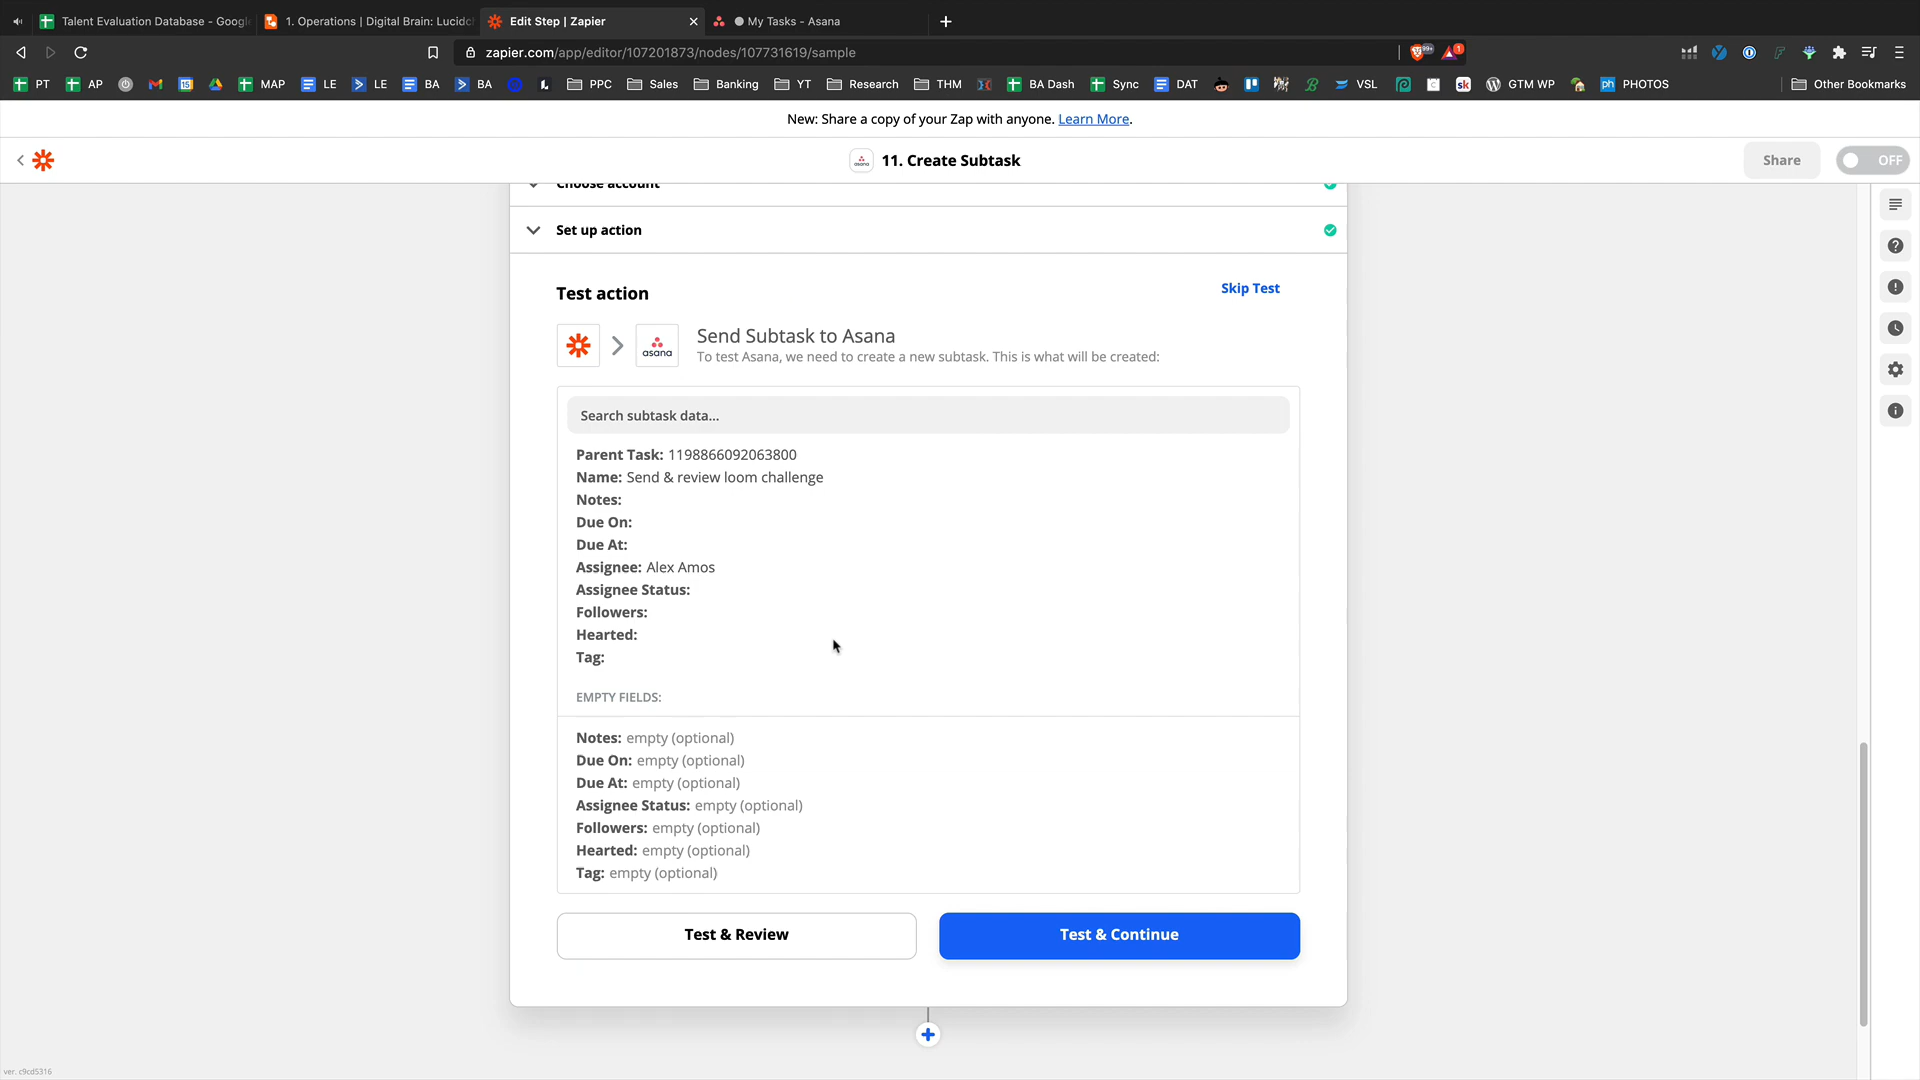 Talent Evaluation Database - Google
1. Operations | Digital Brain: Lucid
Edit Step | Zapier
My Tasks - Asana
zapier.com/app/editor/107201873/nodes/107731619/sample
99+
1
PT
AP
MAP
LE
LE
BA
BA
PPC
Sales
Banking
YT
Research
THM
BA Dash
Sync
DAT
VSL
GTM WP
PHOTOS
Other Bookmarks
New: Share a copy of your Zap with anyone. Learn More.
11. Create Subtask
Share
OFF
Choose account
Set up action
Test action
Skip Test
asana
Send Subtask to Asana
To test Asana, we need to create a new subtask. This is what will be created:
Search subtask data...
Parent Task: 1198866092063800
Name: Send & review loom challenge
Notes:
Due On:
Due At:
Assignee: Alex Amos
Assignee Status:
Followers:
Hearted:
Tag:
EMPTY FIELDS:
Notes: empty (optional)
Due On: empty (optional)
Due At: empty (optional)
Assignee Status: empty (optional)
Followers: empty (optional)
Hearted: empty (optional)
Tag: empty (optional)
Test & Review
Test & Continue
ver. c9cd5316